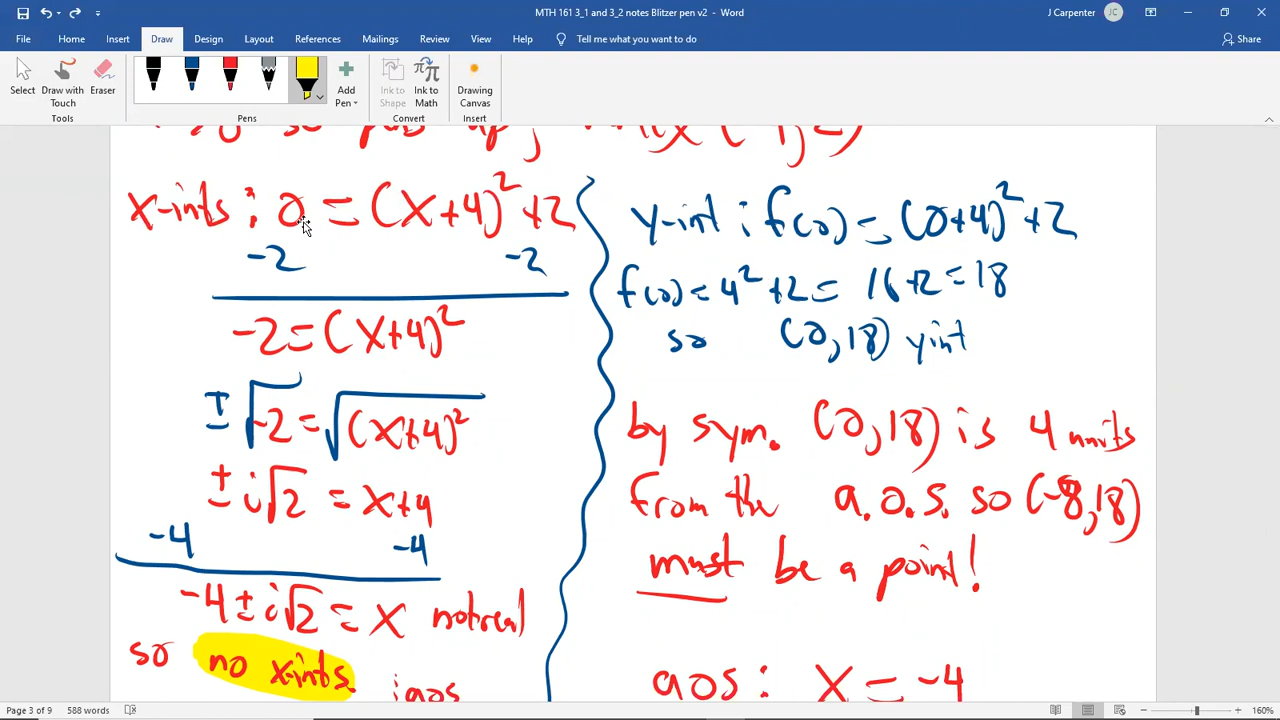 MTH 161 3_1 and 3_2 notes Blitzer pen v2 - Word
J Carpenter
JC
File Home Insert Draw Design Layout References Mailings Review View Help Tell me what you want to do
Share
Select
Draw with Touch
Eraser
Add Pen
Ink to Shape
Ink to Math
Drawing Canvas
Tools
Pens
Convert
Insert
x-ints: 0 = (x+4)² + 2
-2 -2
-2 = (x+4)²
±√-2 = √(x+4)²
±i√2 = x+4
-4 -4
-4 ± i√2 = x not real
so no x-ints.
aos
y-int: f(0) = (0+4)² + 2
f(0) = 4² + 2 = 16+2 = 18
so (0,18) yint
by sym. (0,18) is 4 units
from the a.o.s. so (-8,18)
must be a point!
aos: x = -4
Page 3 of 9
588 words
160%